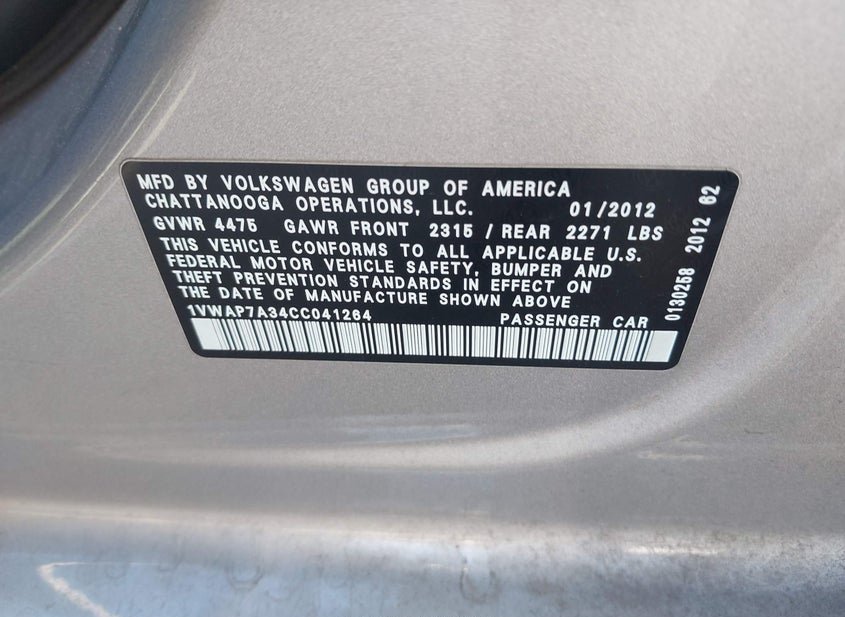 MFD BY VOLKSWAGEN GROUP OF AMERICA
CHATTANOOGA OPERATIONS, LLC. 01/2012
GVWR 4475 GAWR FRONT 2315 / REAR 2271 LBS
THIS VEHICLE CONFORMS TO ALL APPLICABLE U.S.
FEDERAL MOTOR VEHICLE SAFETY, BUMPER AND
THEFT PREVENTION STANDARDS IN EFFECT ON
THE DATE OF MANUFACTURE SHOWN ABOVE
1VWAP7A34CC041264 PASSENGER CAR
0130258 2012 62